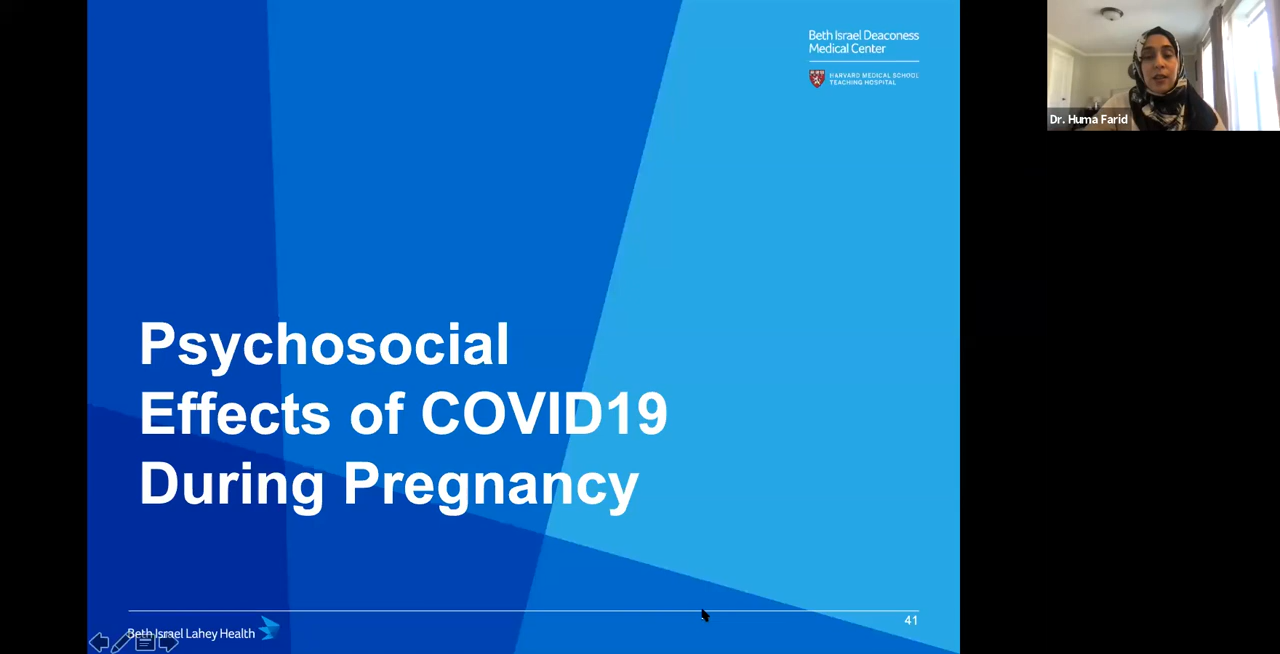 Beth Israel Deaconess
Medical Center
HARVARD MEDICAL SCHOOL
TEACHING HOSPITAL
Dr. Huma Farid
Psychosocial
Effects of COVID19
During Pregnancy
41
Beth Israel Lahey Health